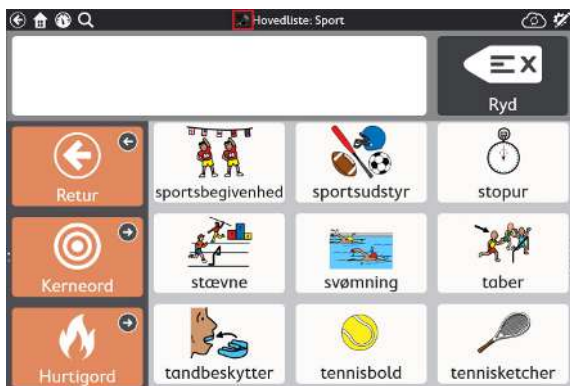 Hovedliste: Sport
Ryd
Retur
sportsbegivenhed
sportsudstyr
stopur
Kerneord
stævne
svømning
taber
Hurtigord
tandbeskytter
tennisbold
tennisketcher